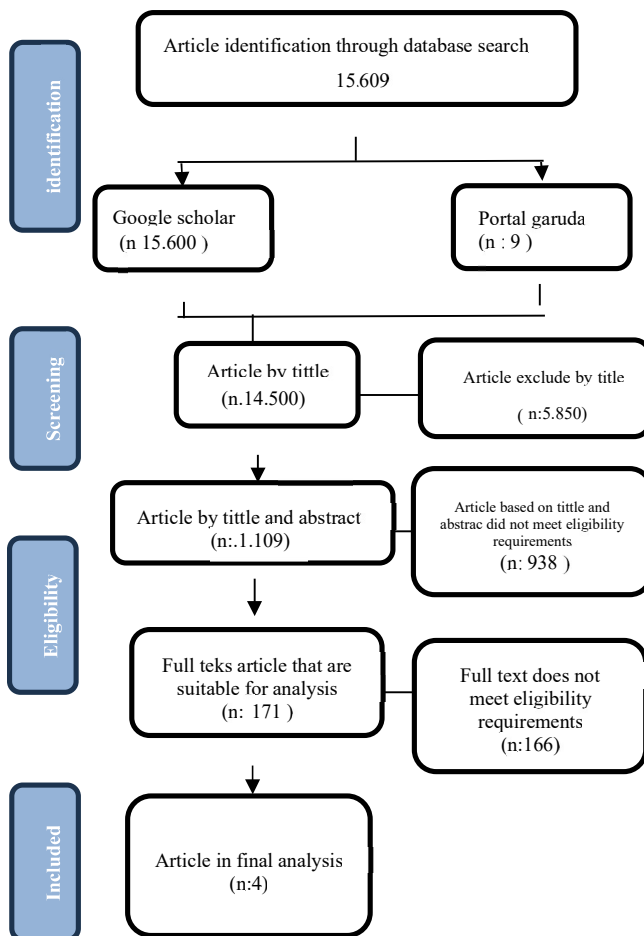 identification
Article identification through database search
15.609
Google scholar
(n 15.600 )
Portal garuda
(n : 9 )
Screening
Article by tittle
(n.14.500)
Article exclude by title
( n:5.850)
Article by tittle and abstract
(n:.1.109)
Article based on tittle and
abstrac did not meet eligibility
requirements
(n: 938 )
Eligibility
Full teks article that are
suitable for analysis
(n: 171 )
Full text does not
meet eligibility
requirements
(n:166)
Included
Article in final analysis
(n:4)